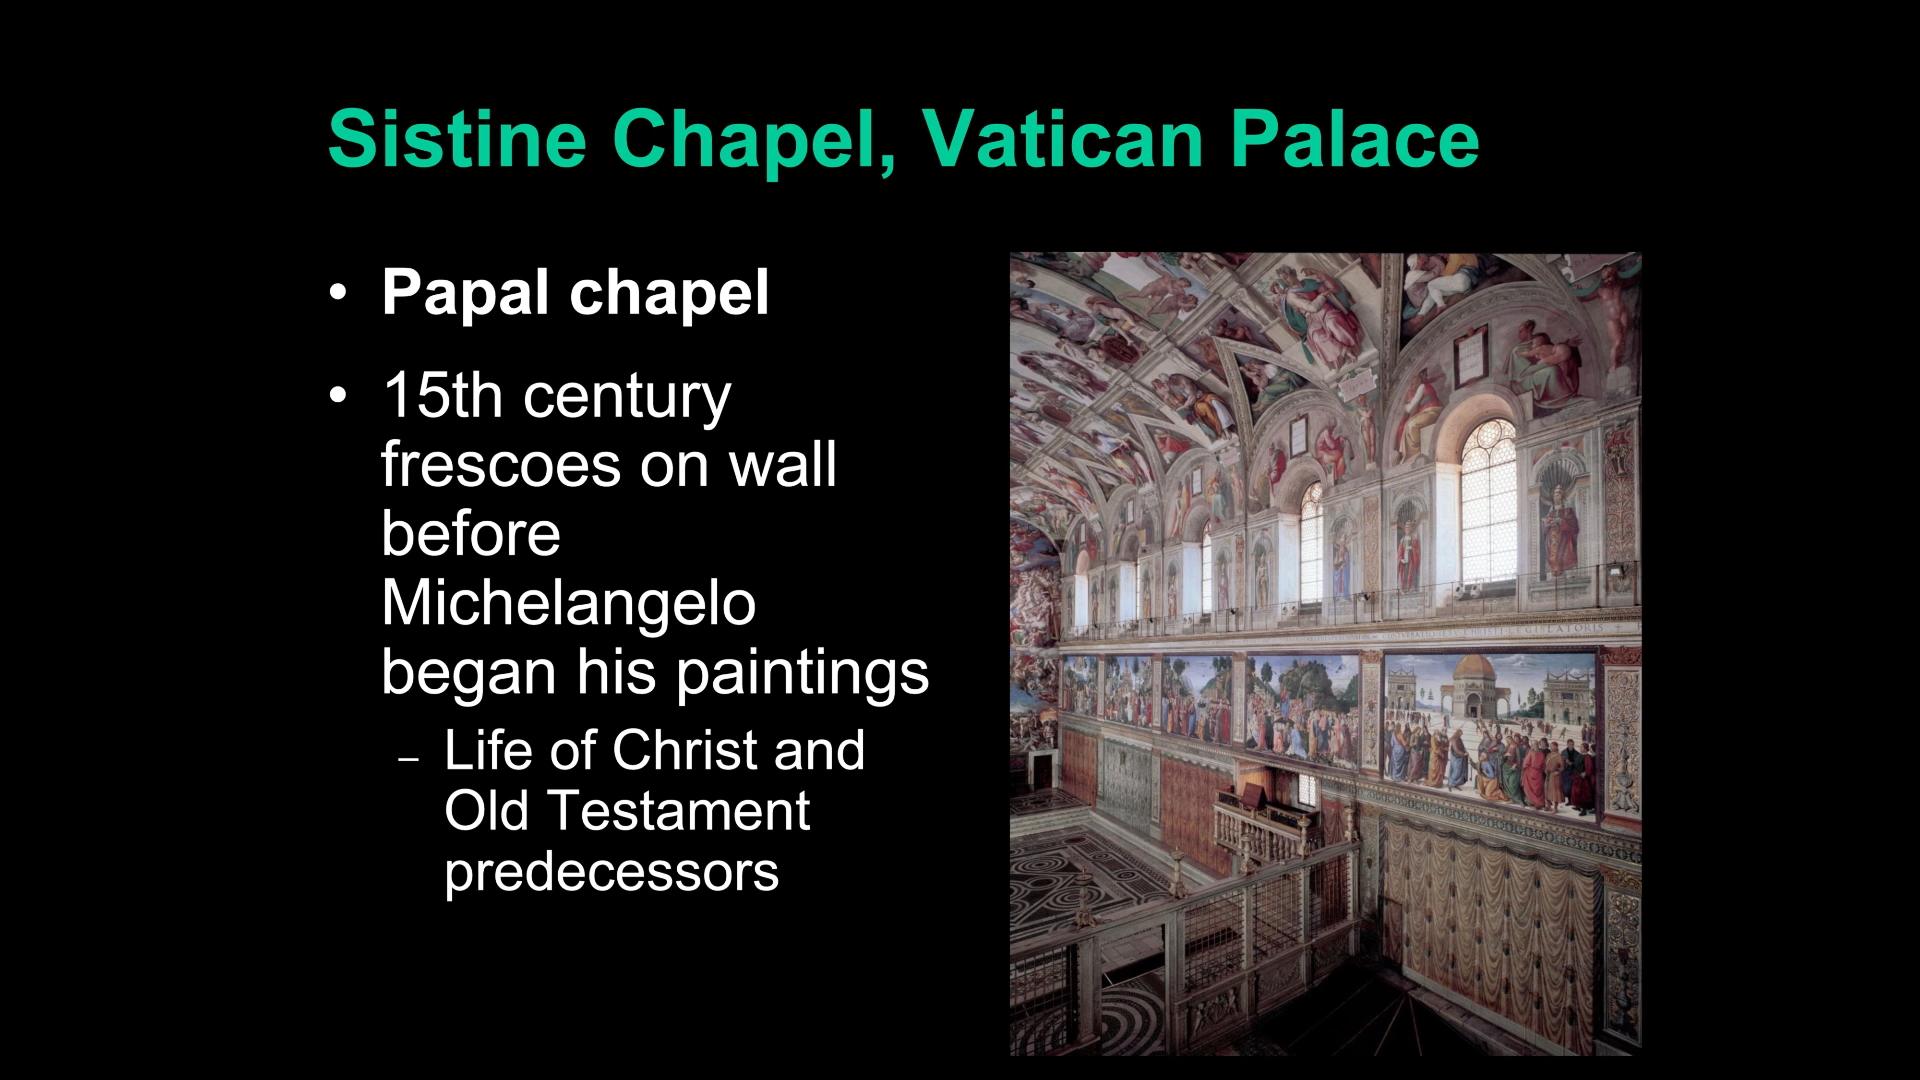 Sistine Chapel, Vatican Palace
• Papal chapel
• 15th century
frescoes on wall
before
Michelangelo
began his paintings
– Life of Christ and
Old Testament
predecessors